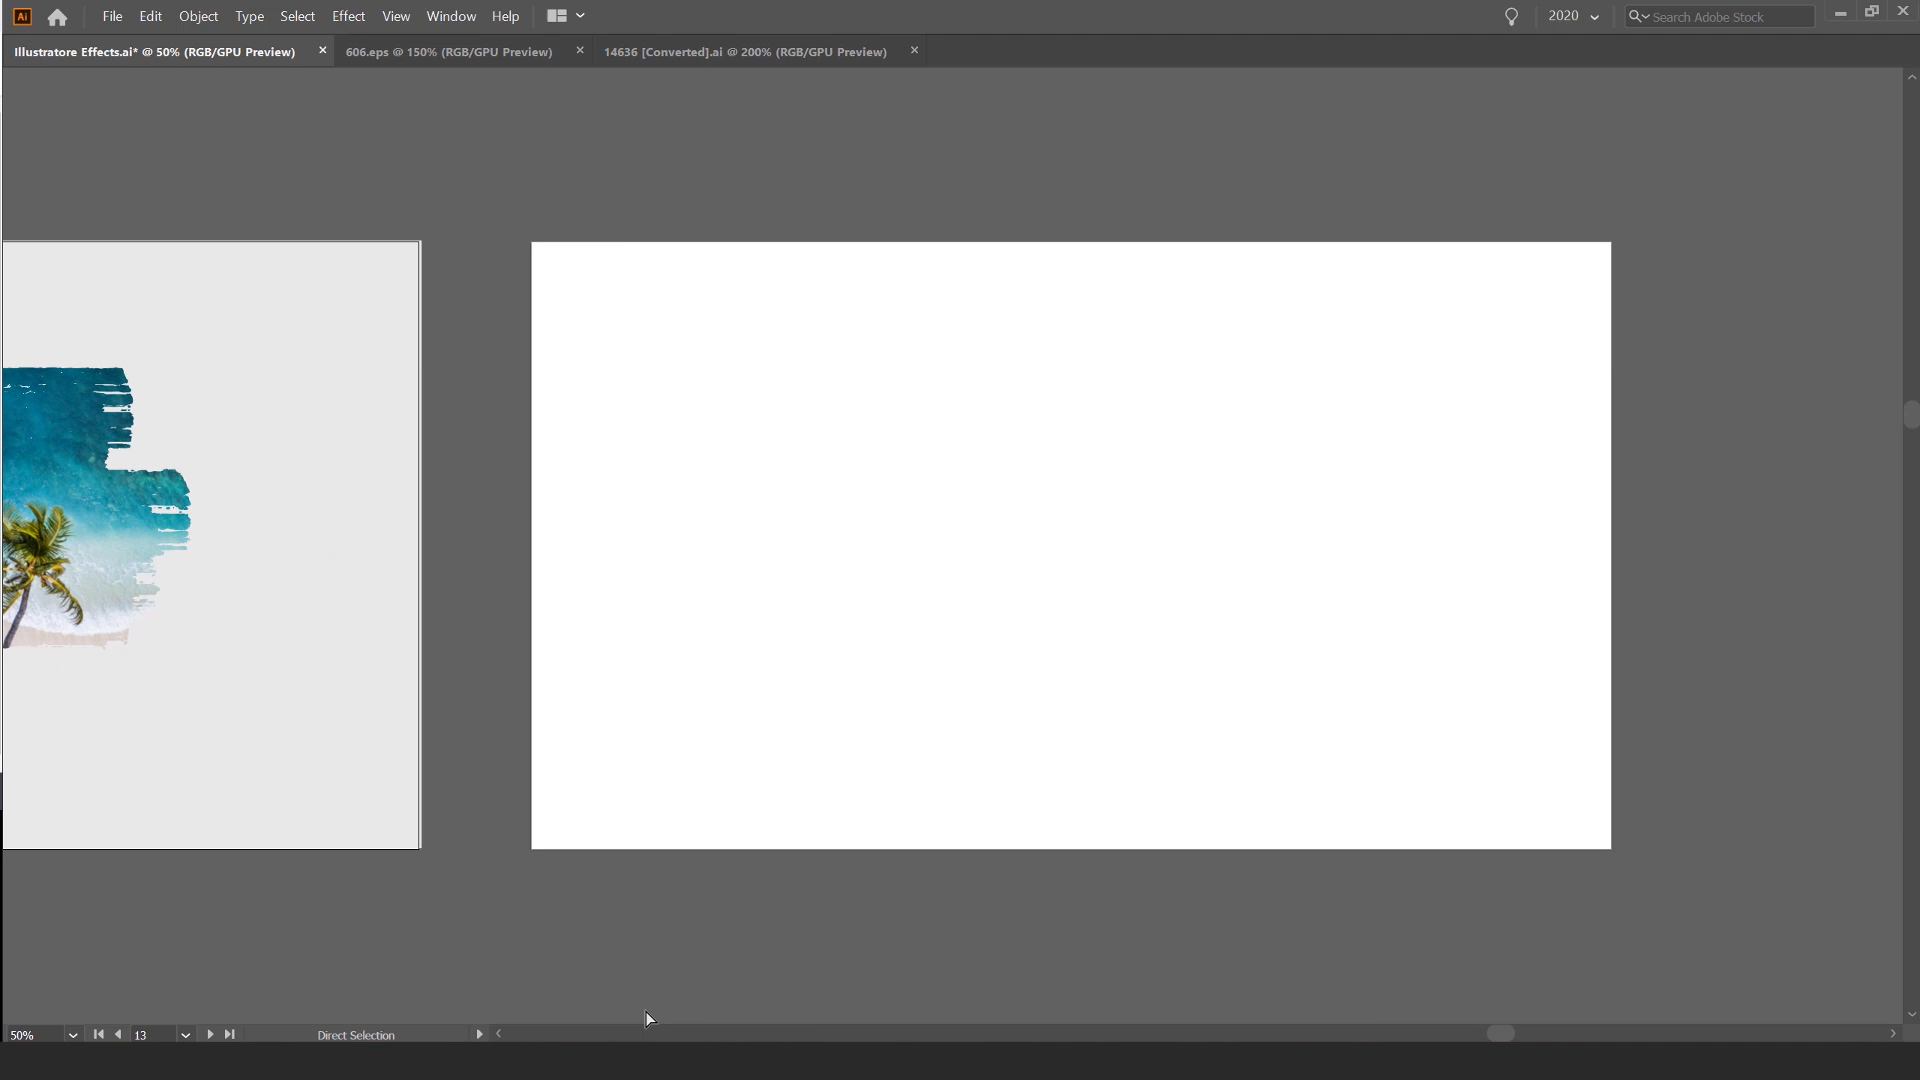 Ai File Edit Object Type Select Effect View Window Help 2020 Search Adobe Stock
Illustratore Effects.ai* @ 50% (RGB/GPU Preview) × 606.eps @ 150% (RGB/GPU Preview) × 14636 [Converted].ai @ 200% (RGB/GPU Preview) ×
50% 13 Direct Selection